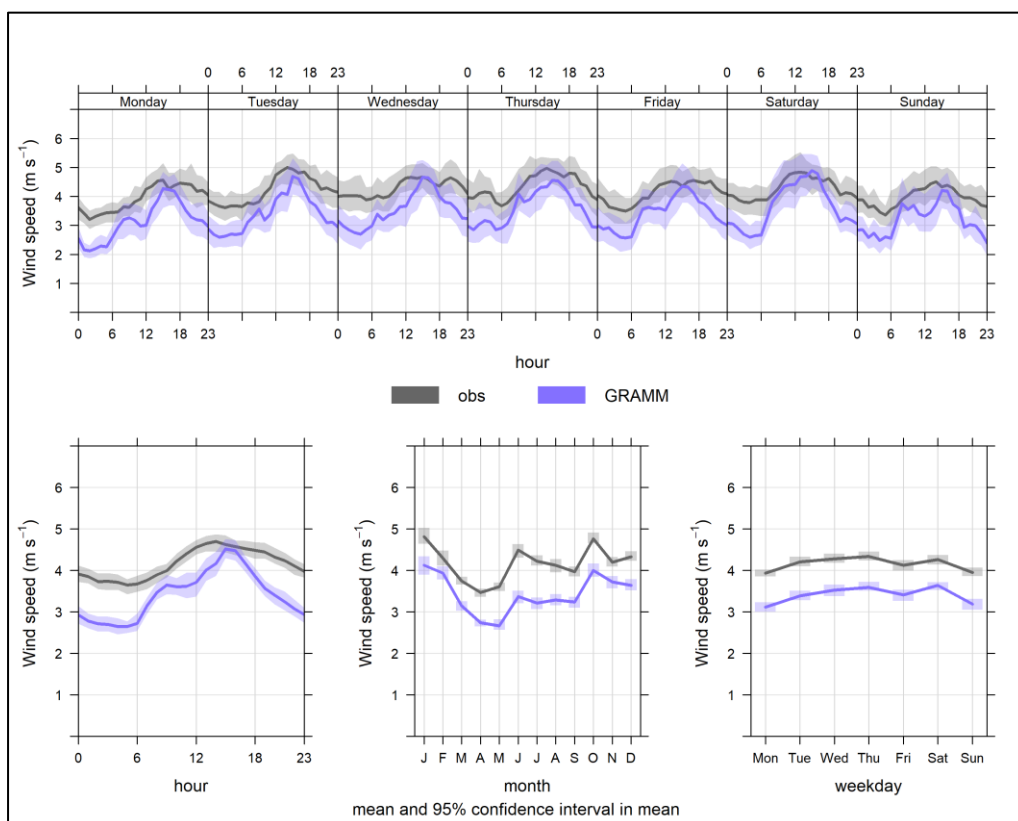 0 6 12 18 23 0 6 12 18 23 0 6 12 18 23
Monday Tuesday Wednesday Thursday Friday Saturday Sunday
Wind speed (m s⁻¹)
6
5
4
3
2
1
0 6 12 18 23 0 6 12 18 23 0 6 12 18 23 0 6 12 18 23
hour
obs GRAMM
Wind speed (m s⁻¹)
6
5
4
3
2
1
0 6 12 18 23
hour
Wind speed (m s⁻¹)
6
5
4
3
2
1
J F M A M J J A S O N D
month
Wind speed (m s⁻¹)
6
5
4
3
2
1
Mon Tue Wed Thu Fri Sat Sun
weekday
mean and 95% confidence interval in mean